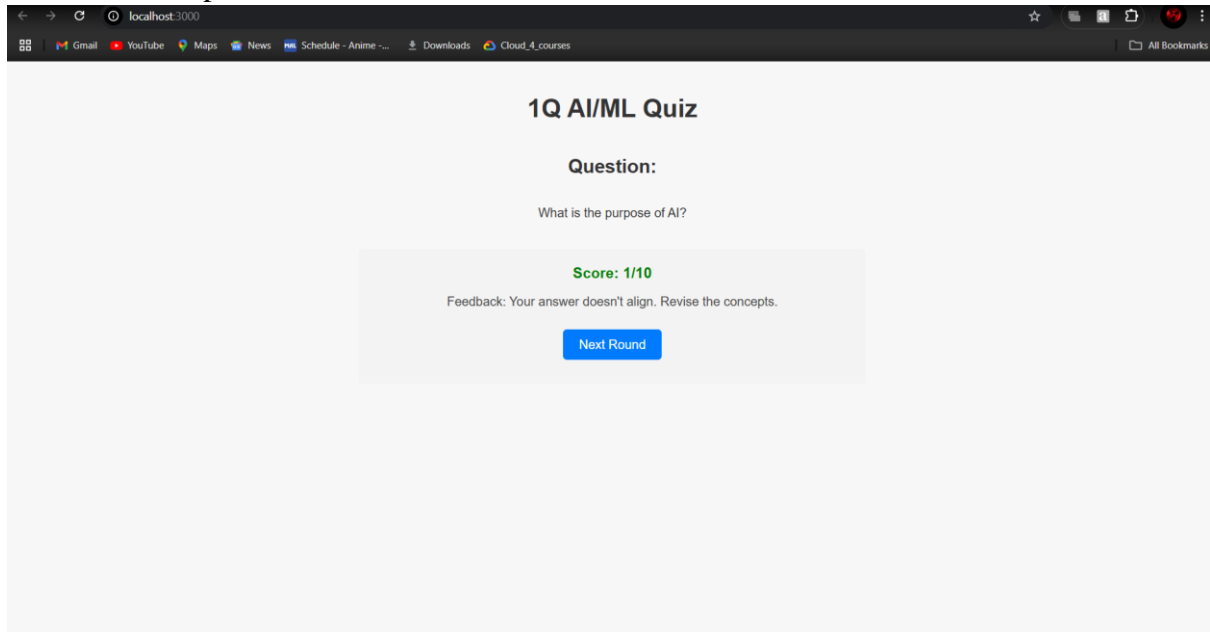 localhost:3000
Gmail YouTube Maps News Schedule - Anime -... Downloads Cloud_4_courses All Bookmarks
1Q AI/ML Quiz
Question:
What is the purpose of AI?
Score: 1/10
Feedback: Your answer doesn't align. Revise the concepts.
Next Round